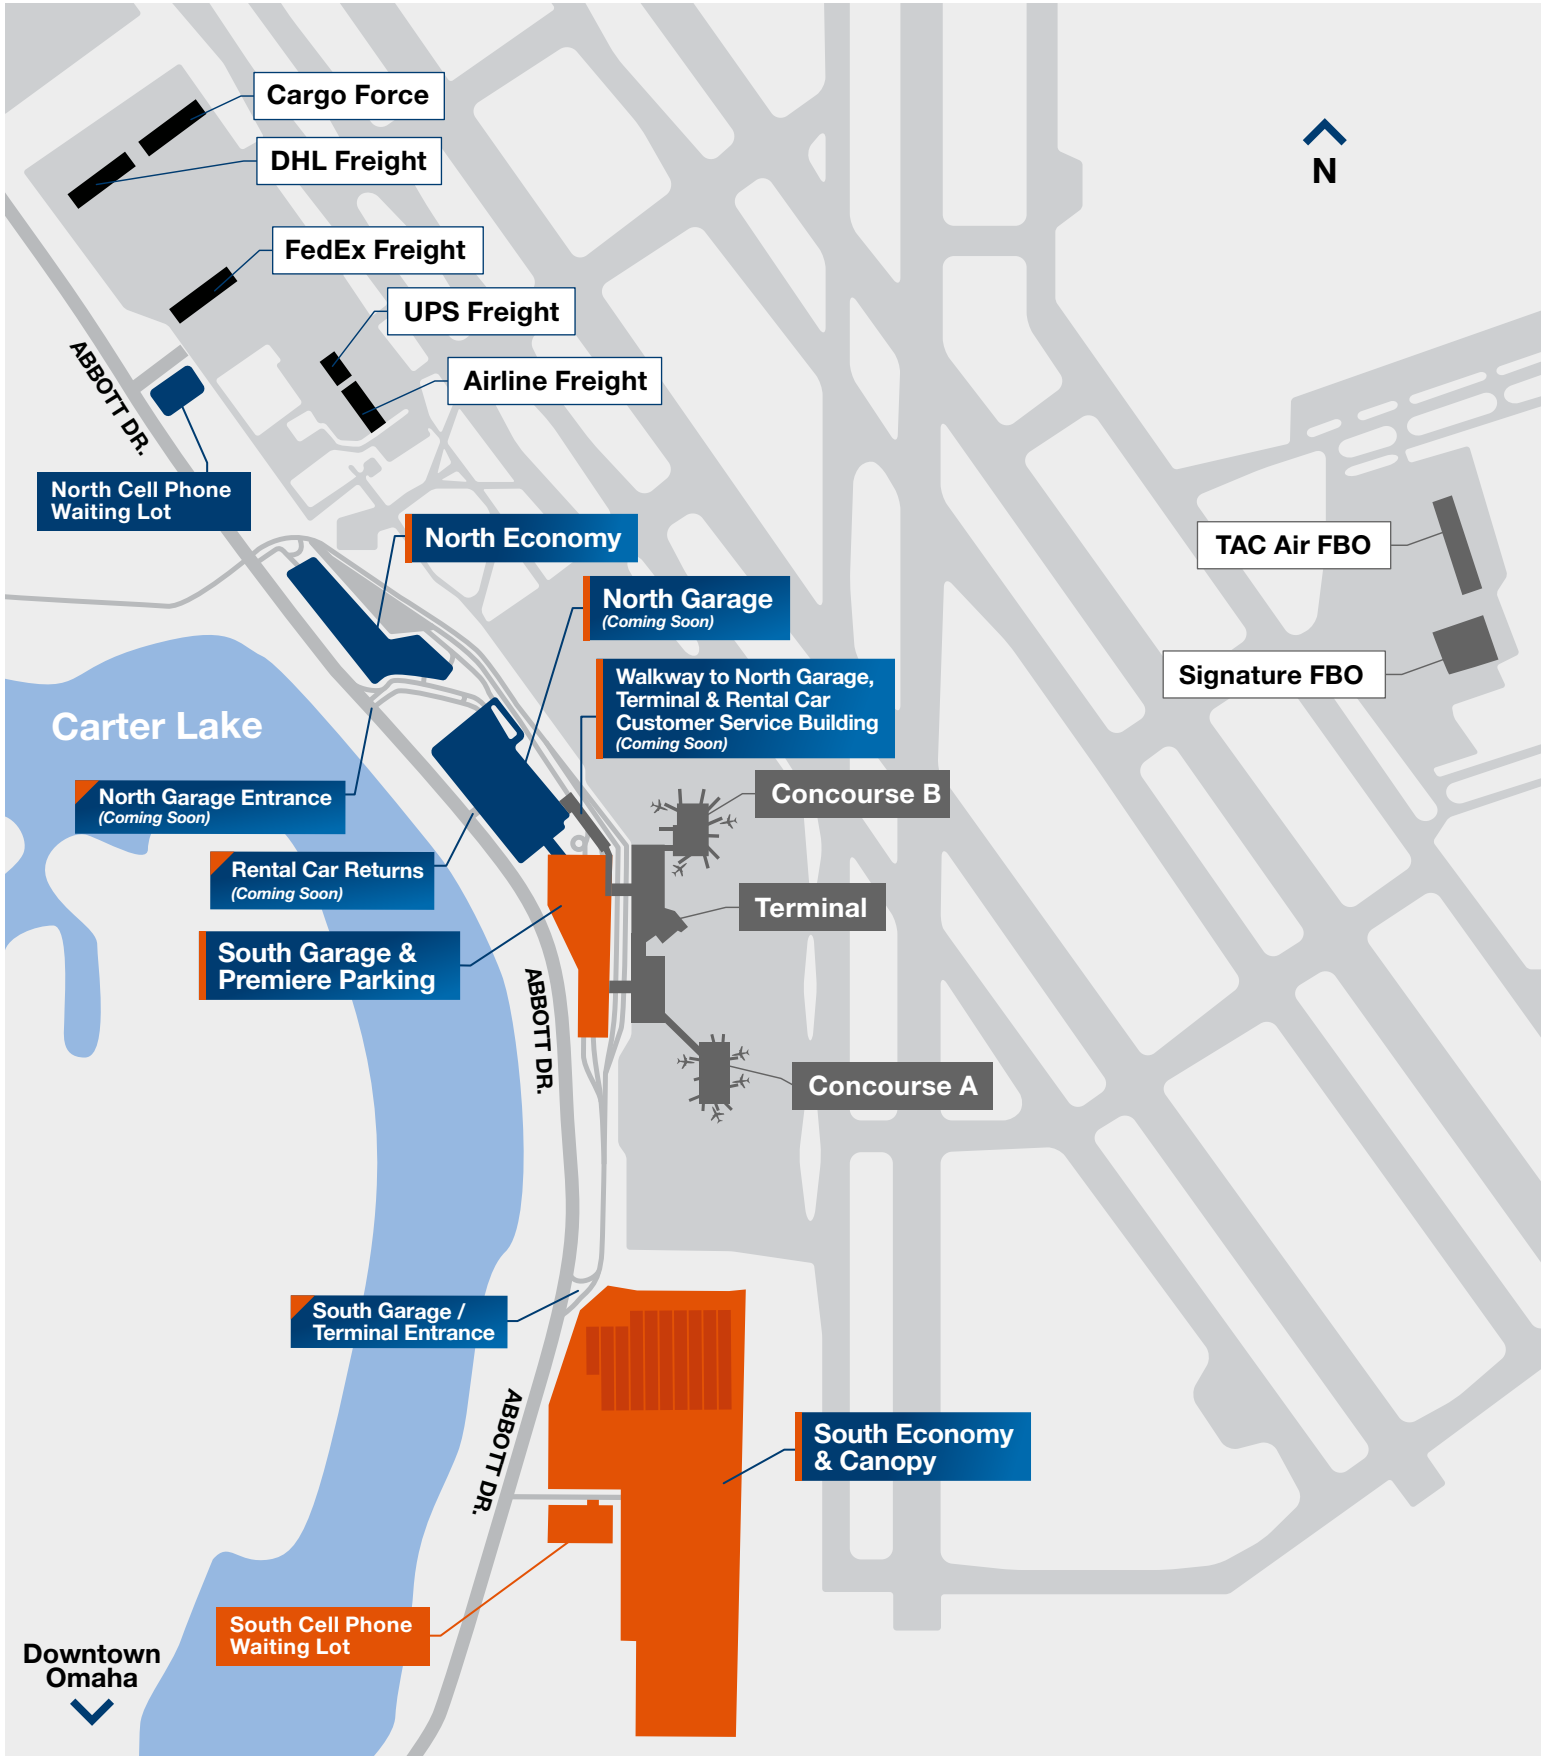 Cargo Force
DHL Freight
N
FedEx Freight
UPS Freight
Airline Freight
ABBOTT DR.
North Cell Phone
Waiting Lot
North Economy
TAC Air FBO
North Garage
(Coming Soon)
Walkway to North Garage,
Terminal & Rental Car
Customer Service Building
(Coming Soon)
Signature FBO
Carter Lake
North Garage Entrance
(Coming Soon)
Concourse B
Rental Car Returns
(Coming Soon)
Terminal
South Garage &
Premiere Parking
ABBOTT DR.
Concourse A
South Garage /
Terminal Entrance
ABBOTT DR.
South Economy
& Canopy
South Cell Phone
Waiting Lot
Downtown
Omaha